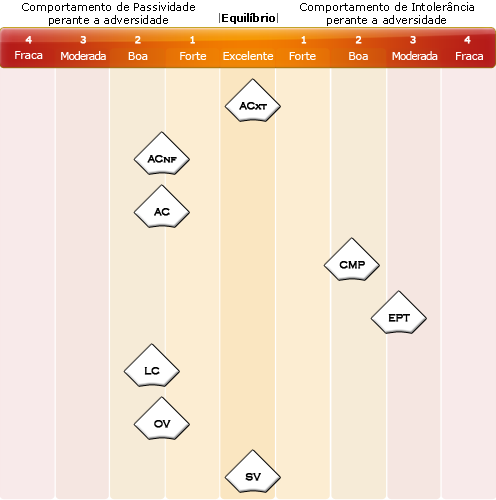 Comportamento de Passividade
perante a adversidade
|Equilíbrio|
Comportamento de Intolerância
perante a adversidade
4 3 2 1 1 2 3 4
Fraca Moderada Boa Forte Excelente Forte Boa Moderada Fraca
ACXT
ACNF
AC
CMP
EPT
LC
OV
SV